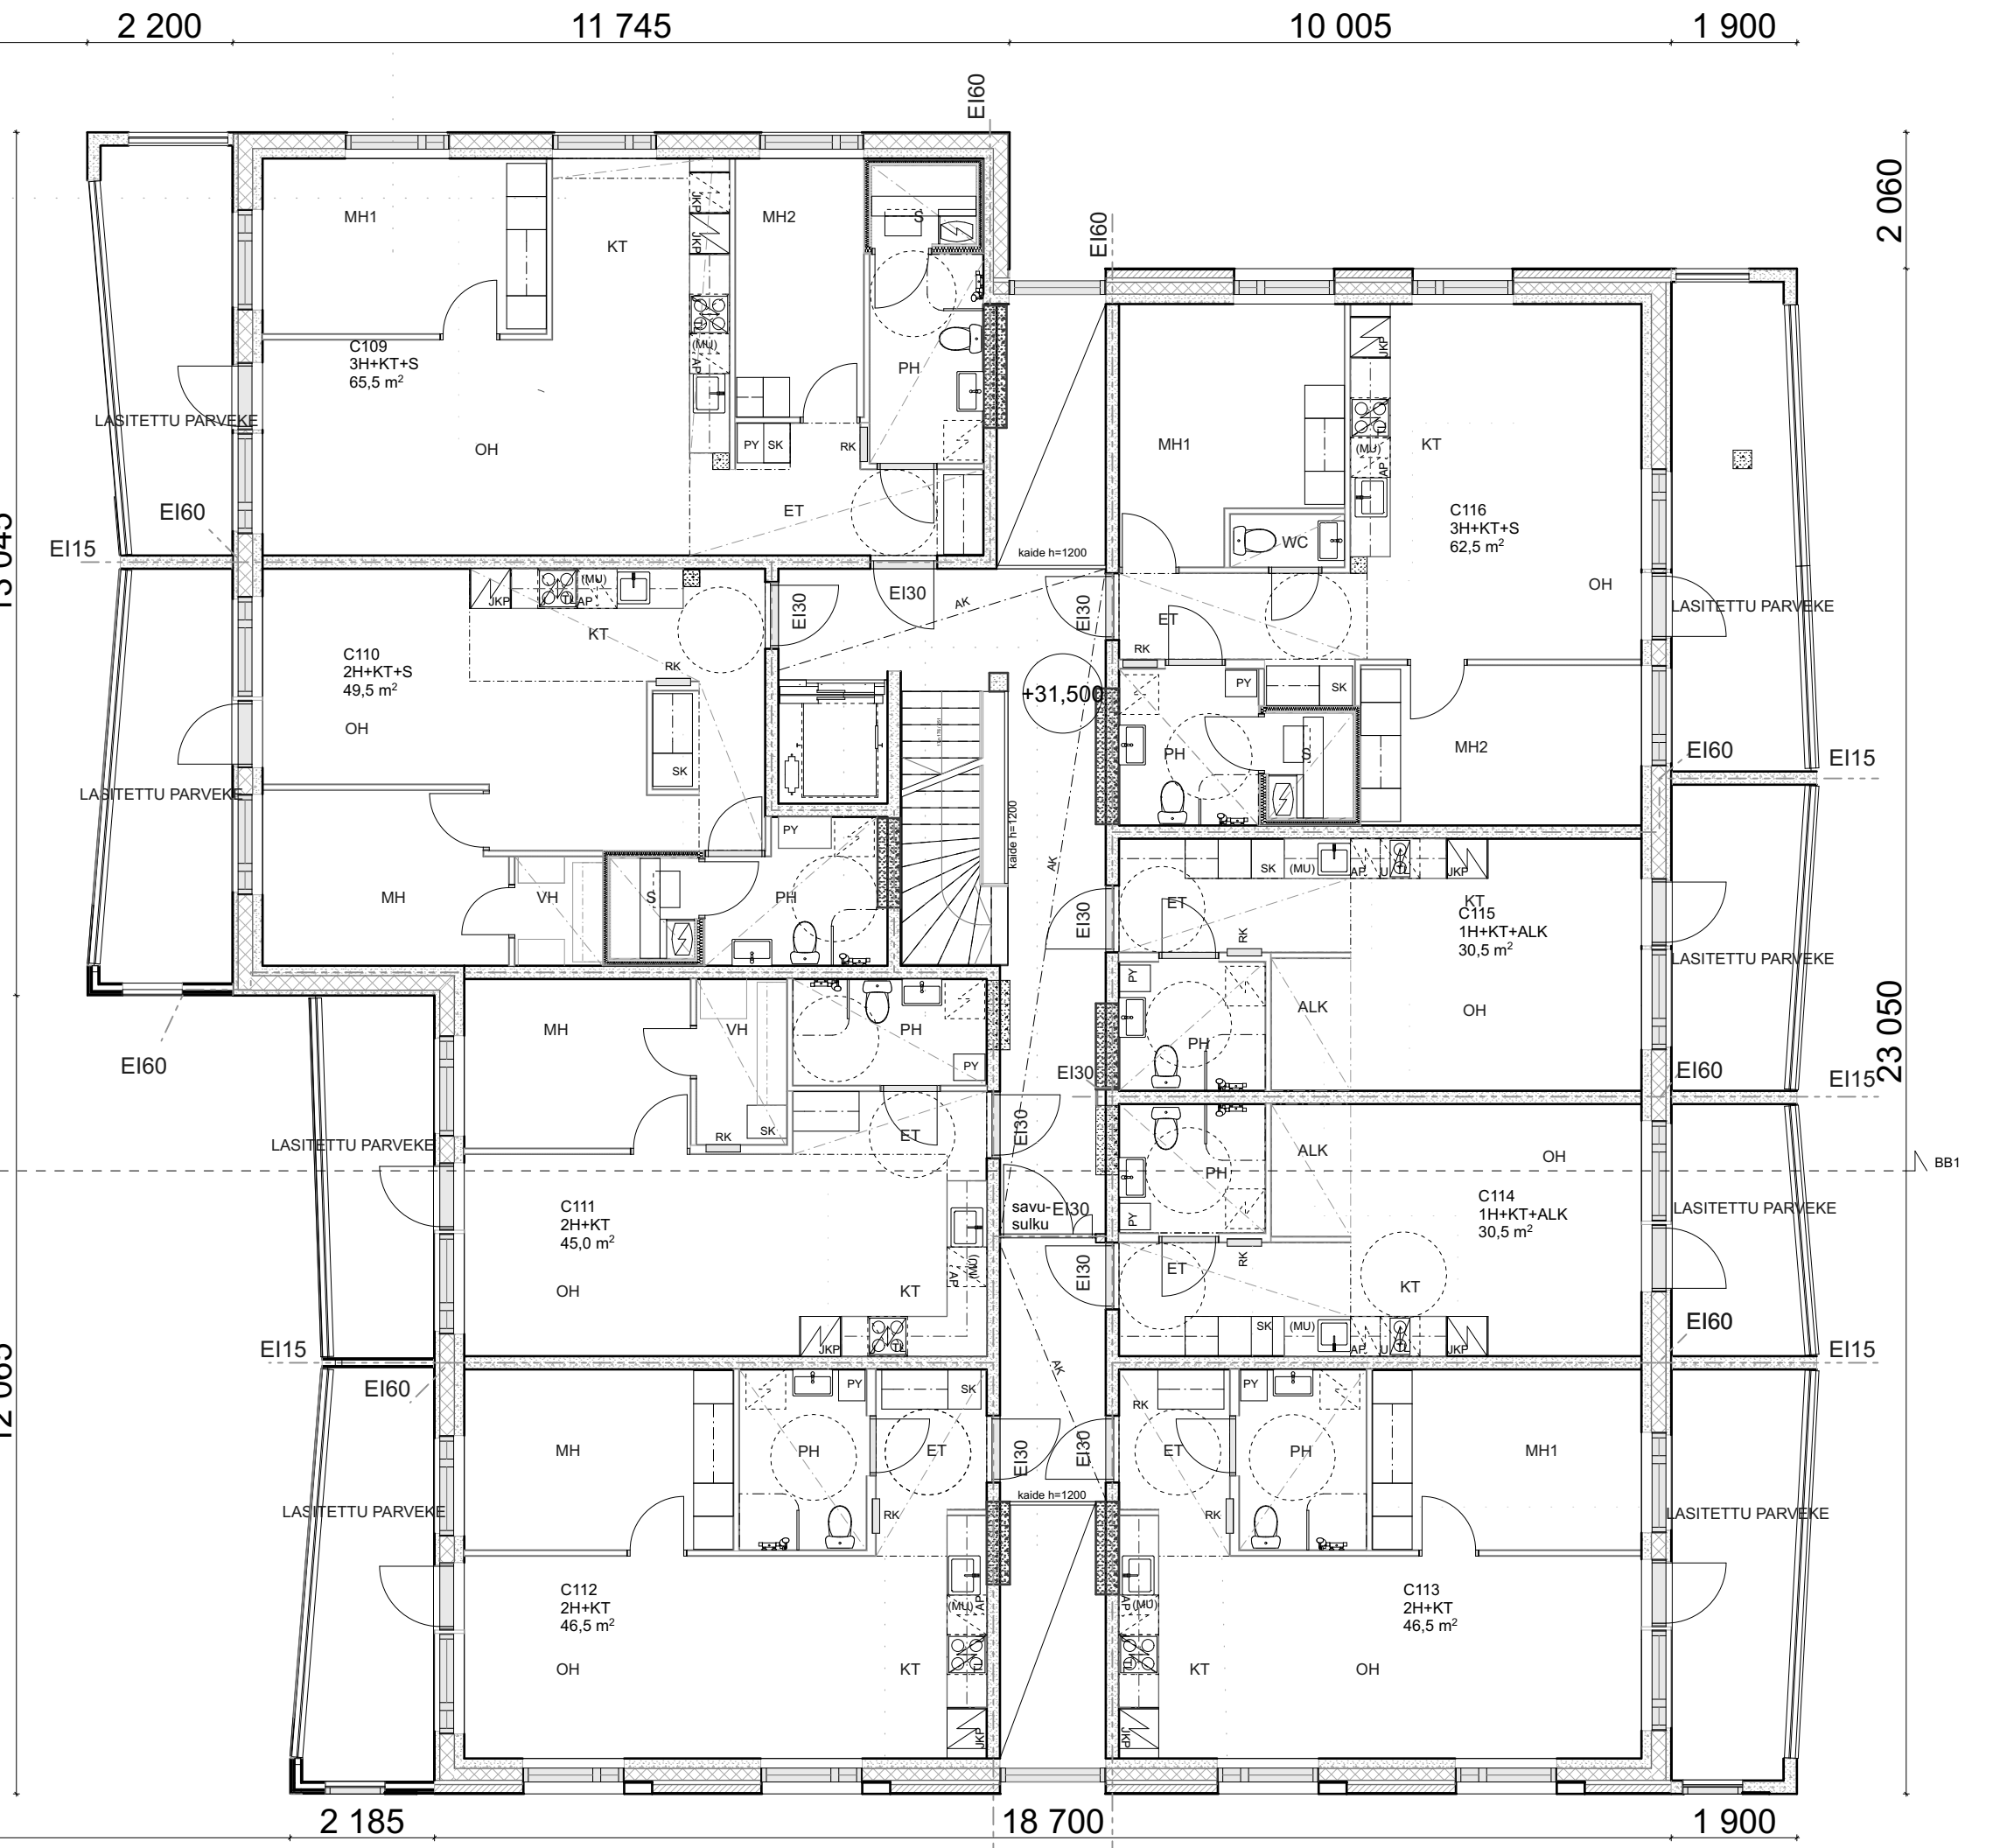 2 200
11 745
10 005
1 900
EI60
2 060
EI60
MH1
KT
JKP
JKP
MH2
S
C109
3H+KT+S
65,5 m²
(MU)
AP
PH
LASITETTU PARVEKE
OH
PY
SK
RK
ET
EI60
EI15
kaide h=1200
MH1
JKP
KT
(MU)
AP
TL
C116
3H+KT+S
62,5 m²
WC
OH
LASITETTU PARVEKE
JKP
TL
AP
(MU)
EI30
EI30
AK
EI30
ET
RK
KT
C110
2H+KT+S
49,5 m²
RK
OH
SK
+31,500
PY
SK
PH
S
MH2
EI60
EI15
LASITETTU PARVEKE
PY
kaide h=1200
AK
MH
VH
S
PH
EI30
ET
SK
(MU)
AP
U
TL
JKP
KT
C115
1H+KT+ALK
30,5 m²
RK
LASITETTU PARVEKE
PY
ALK
OH
PH
23 050
EI60
MH
VH
PH
PY
EI30
EI60
EI15
LASITETTU PARVEKE
RK
SK
ET
EI30
PH
ALK
OH
BB1
C111
2H+KT
45,0 m²
savu-
sulku
EI30
PY
C114
1H+KT+ALK
30,5 m²
LASITETTU PARVEKE
(MU)
AP
OH
KT
EI30
ET
RK
KT
JKP
TL
SK
(MU)
AP
U
TL
JKP
EI60
EI15
EI15
EI60
AK
PY
SK
RK
PY
MH
PH
ET
EI30
EI30
ET
PH
MH1
LASITETTU PARVEKE
RK
kaide h=1200
RK
LASITETTU PARVEKE
C112
2H+KT
46,5 m²
(MU)
AP
AP
(MU)
C113
2H+KT
46,5 m²
OH
KT
TL
TL
KT
OH
JKP
JKP
2 185
18 700
1 900